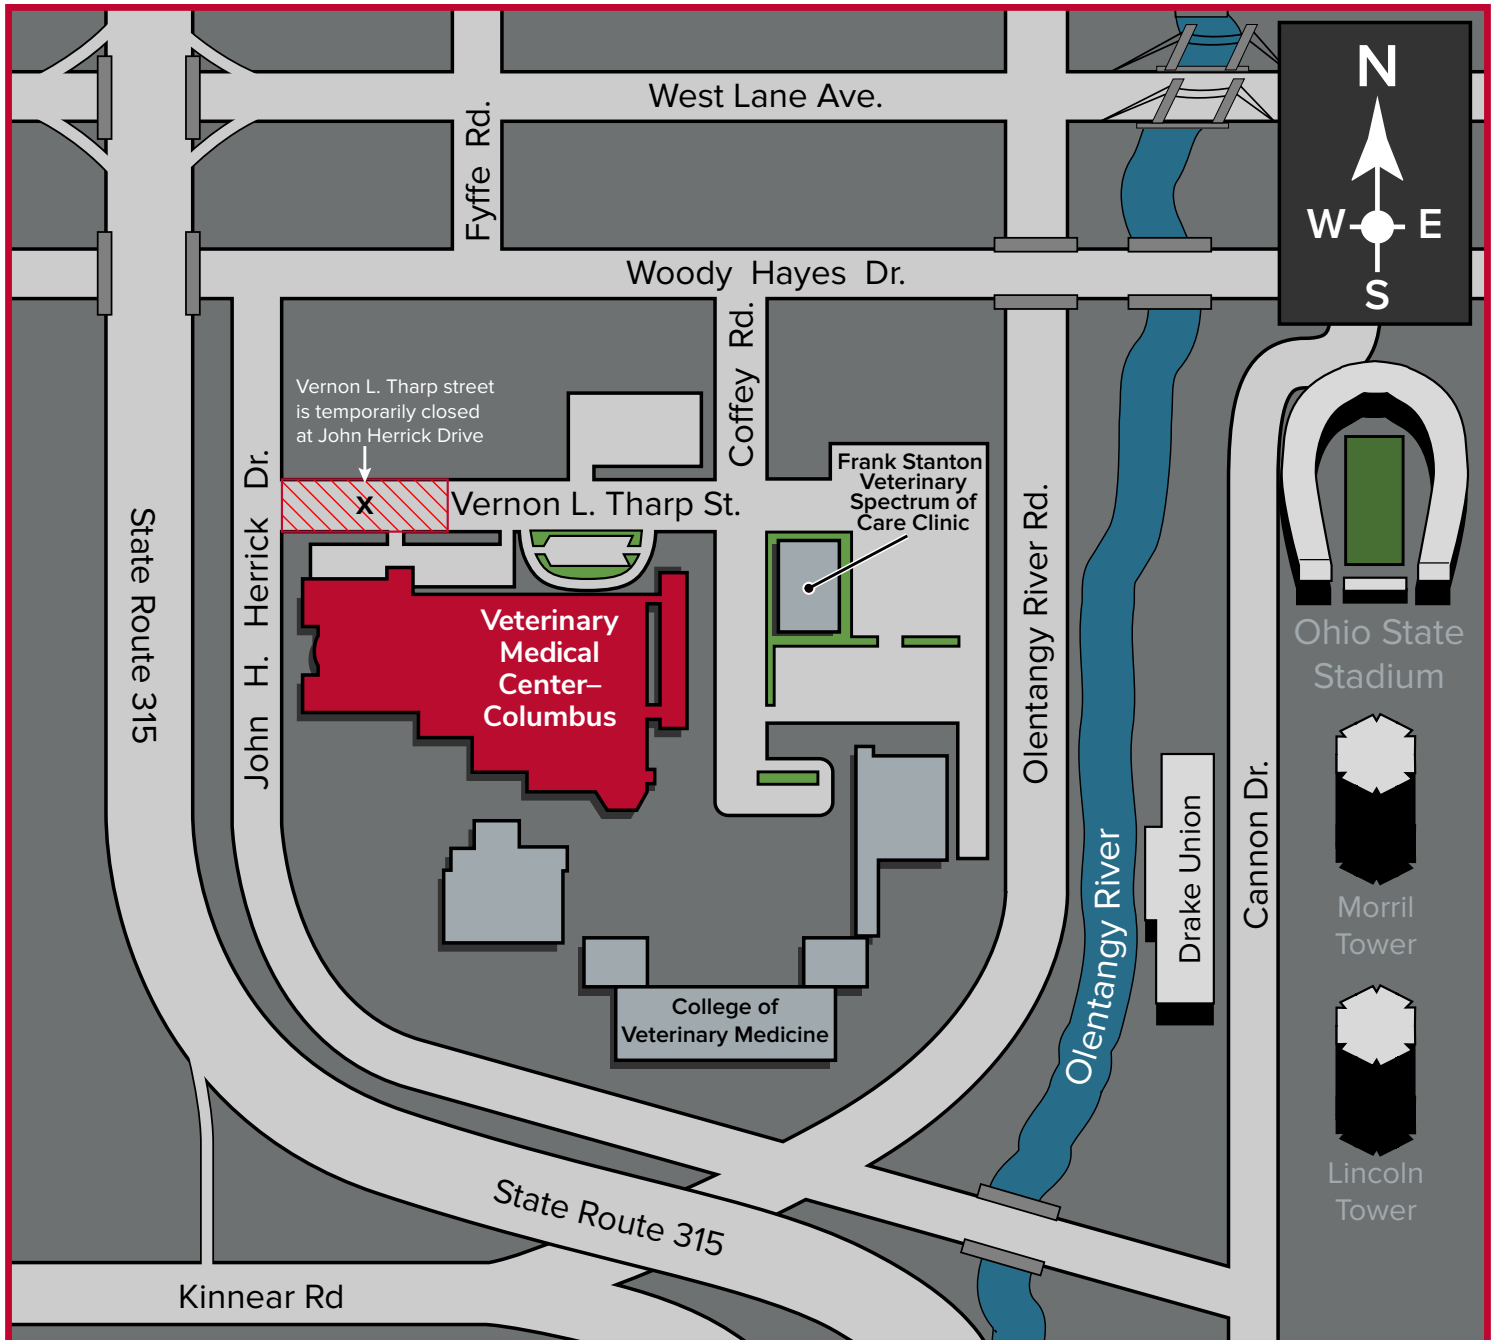 West Lane Ave.
N
W E
S
Fyffe Rd.
Woody Hayes Dr.
Coffey Rd.
Vernon L. Tharp street
is temporarily closed
at John Herrick Drive
X
Vernon L. Tharp St.
Frank Stanton
Veterinary
Spectrum of
Care Clinic
State Route 315
John H. Herrick Dr.
Veterinary
Medical
Center–
Columbus
Olentangy River Rd.
Ohio State
Stadium
Olentangy River
Drake Union
Cannon Dr.
Morril
Tower
College of
Veterinary Medicine
Lincoln
Tower
State Route 315
Kinnear Rd